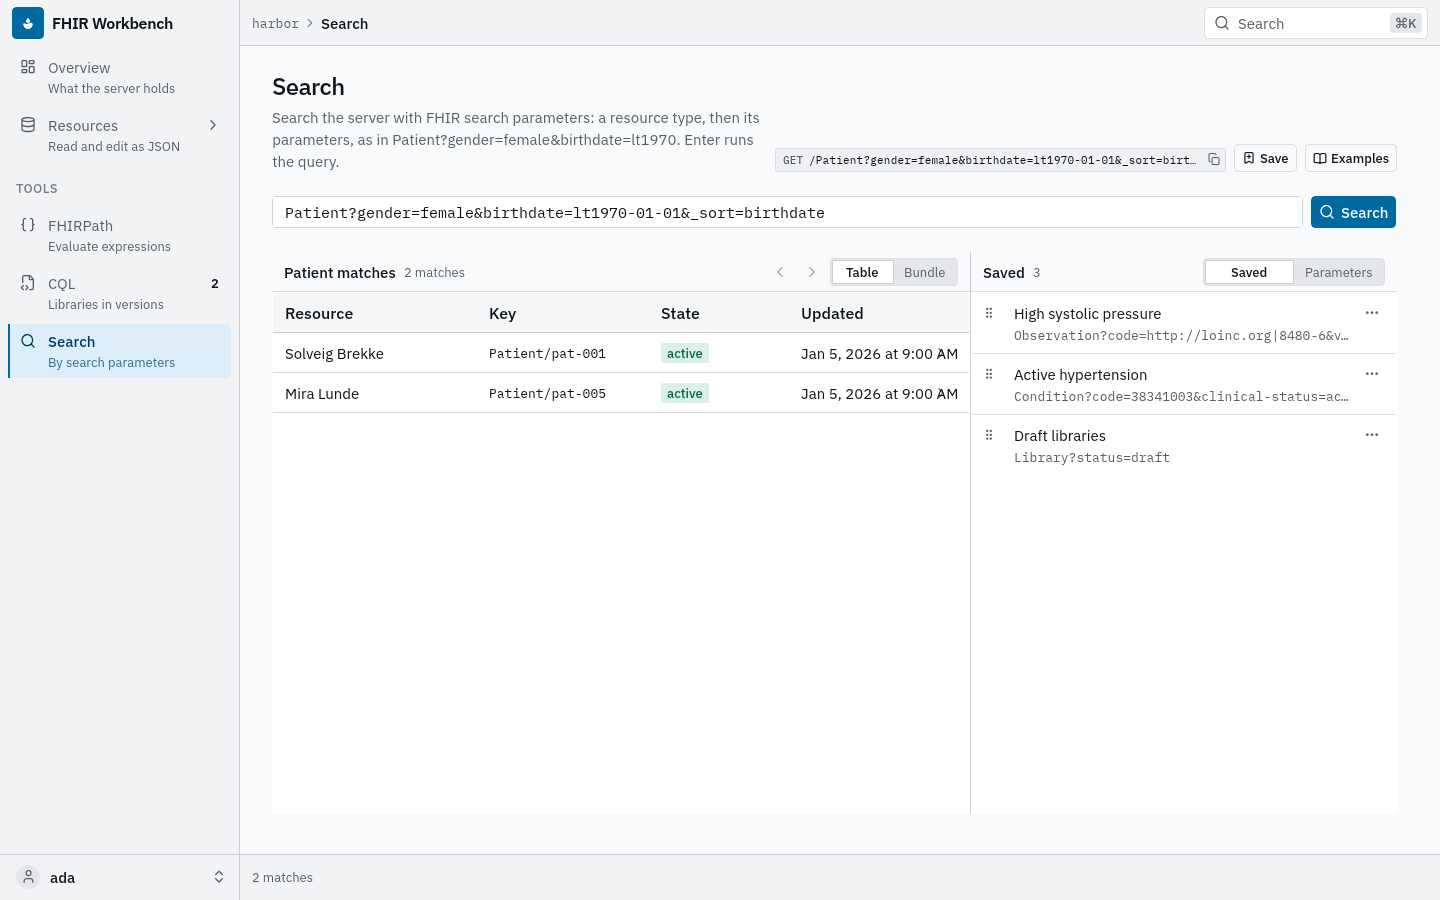 FHIR Workbench
harbor > Search
Search ⌘K
Overview
What the server holds
Resources
Read and edit as JSON
TOOLS
FHIRPath
Evaluate expressions
CQL 2
Libraries in versions
Search
By search parameters
Search
Search the server with FHIR search parameters: a resource type, then its
parameters, as in Patient?gender=female&birthdate=lt1970. Enter runs
the query.
GET /Patient?gender=female&birthdate=lt1970-01-01&_sort=birt…
Save
Examples
Patient?gender=female&birthdate=lt1970-01-01&_sort=birthdate
Search
Patient matches 2 matches
Table Bundle
Resource Key State Updated
Solveig Brekke Patient/pat-001 active Jan 5, 2026 at 9:00 AM
Mira Lunde Patient/pat-005 active Jan 5, 2026 at 9:00 AM
Saved 3
Saved Parameters
High systolic pressure
Observation?code=http://loinc.org|8480-6&v…
Active hypertension
Condition?code=38341003&clinical-status=ac…
Draft libraries
Library?status=draft
ada
2 matches